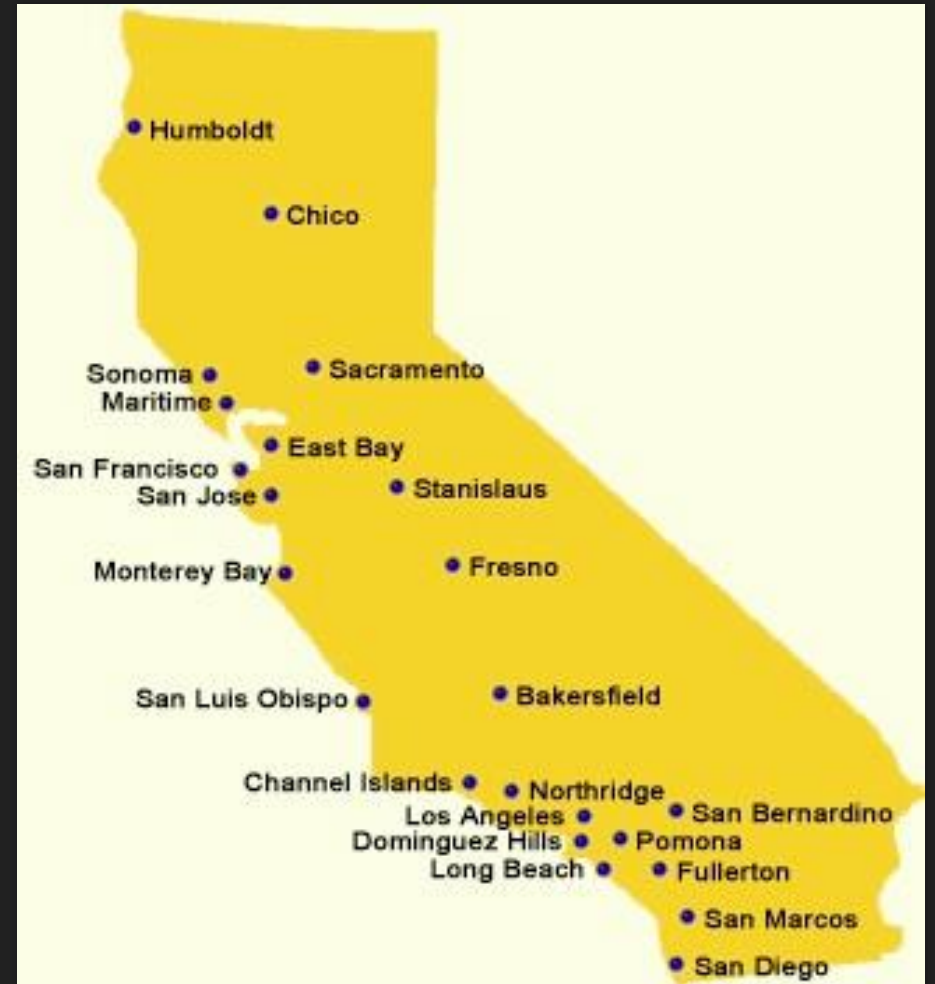 Humboldt
Chico
Sacramento
Sonoma
Maritime
East Bay
San Francisco
Stanislaus
San Jose
Fresno
Monterey Bay
Bakersfield
San Luis Obispo
Channel Islands
Northridge
San Bernardino
Los Angeles
Dominguez Hills
Pomona
Long Beach
Fullerton
San Marcos
San Diego